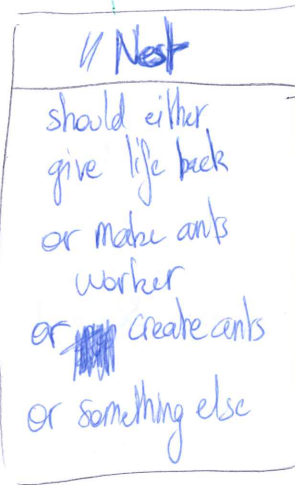 // Nest
should either
give life back
or make ants
worker
or create ants
or something else